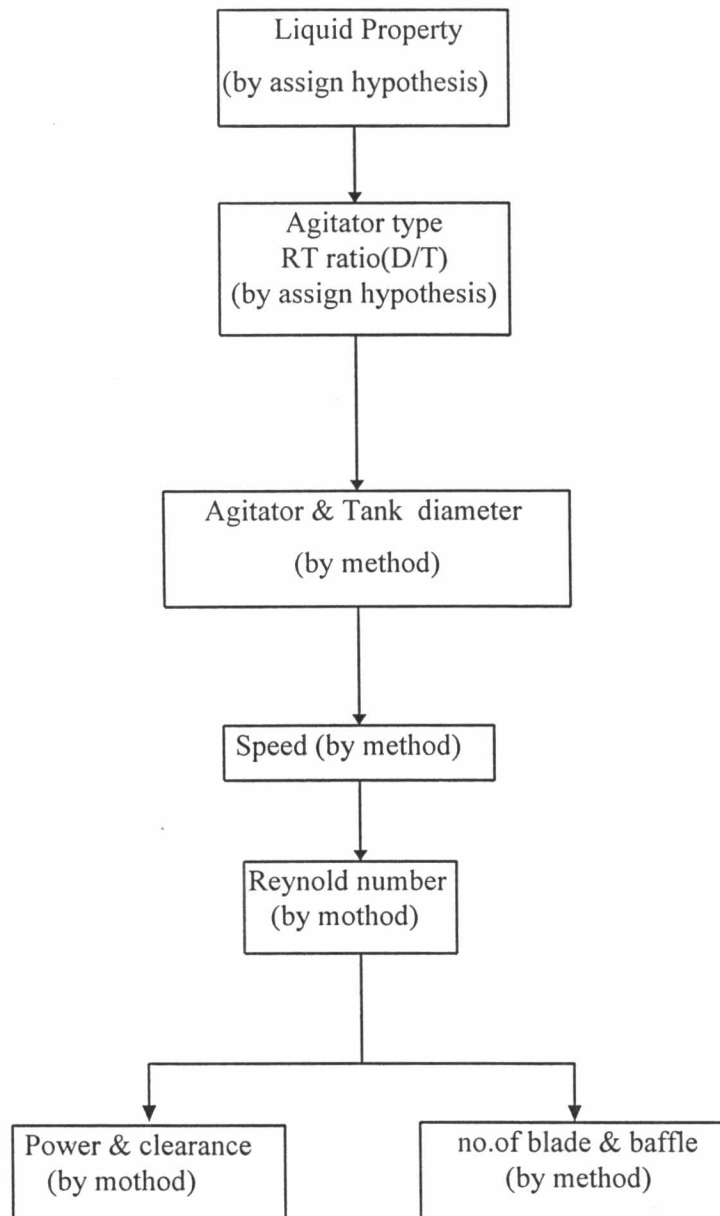 Liquid Property
(by assign hypothesis)
Agitator type
RT ratio(D/T)
(by assign hypothesis)
Agitator & Tank diameter
(by method)
Speed (by method)
Reynold number
(by mothod)
Power & clearance
(by mothod)
no.of blade & baffle
(by method)